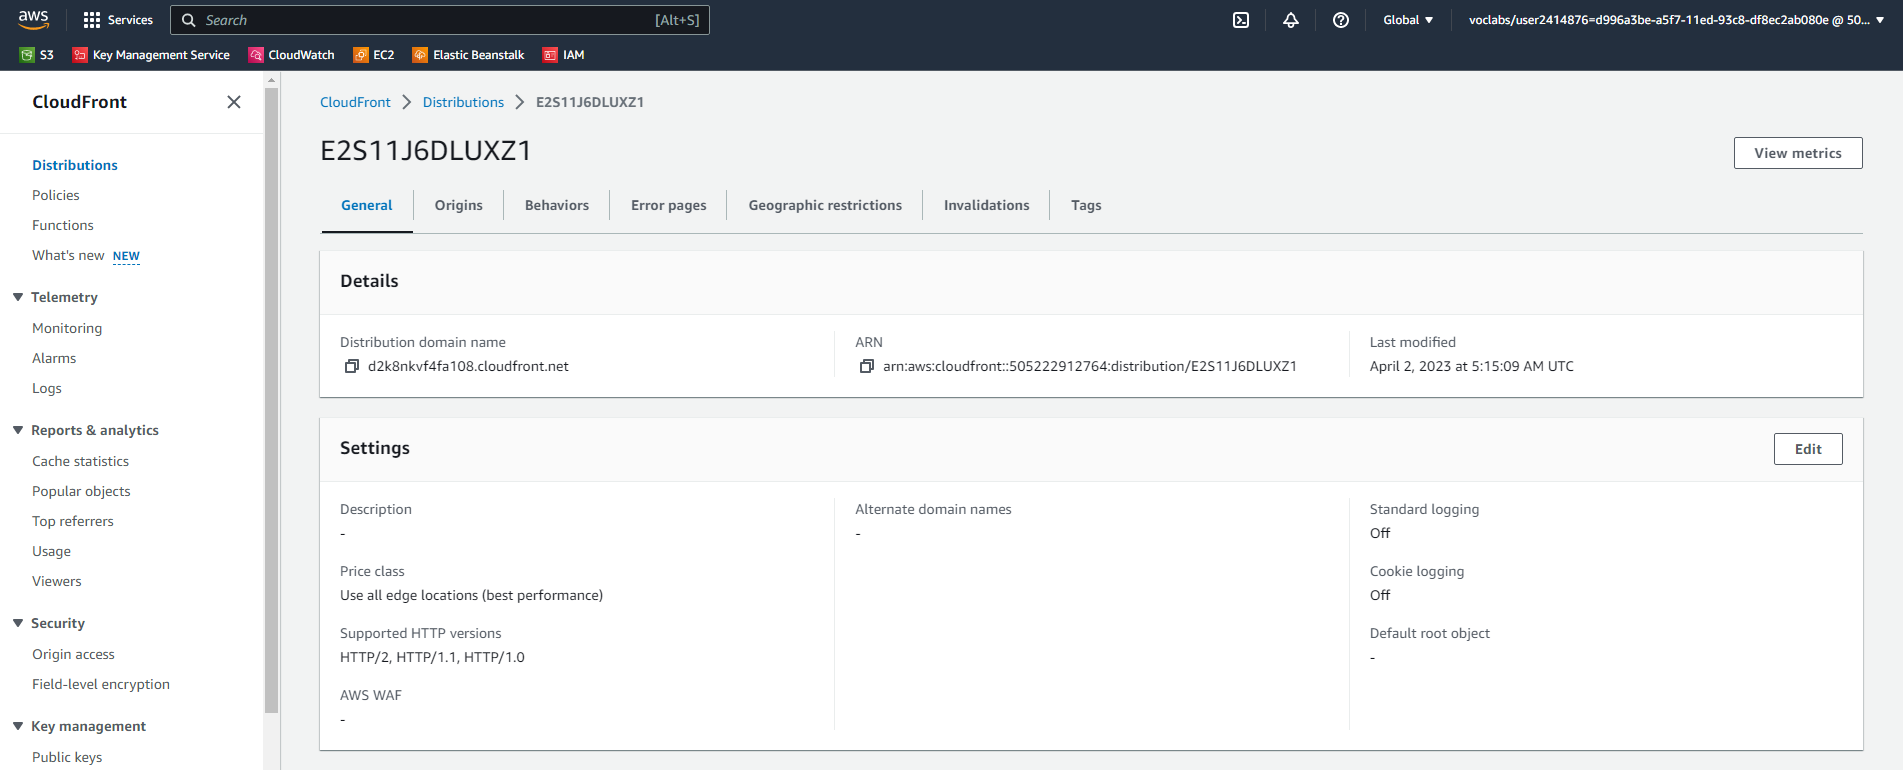 aws
Services
Search [Alt+S]
Global
voclabs/user2414876=d996a3be-a5f7-11ed-93c8-df8ec2ab080e @ 50...
S3
Key Management Service
CloudWatch
EC2
Elastic Beanstalk
IAM
CloudFront
Distributions
Policies
Functions
What's new NEW
Telemetry
Monitoring
Alarms
Logs
Reports & analytics
Cache statistics
Popular objects
Top referrers
Usage
Viewers
Security
Origin access
Field-level encryption
Key management
Public keys
CloudFront > Distributions > E2S11J6DLUXZ1
E2S11J6DLUXZ1
View metrics
General
Origins
Behaviors
Error pages
Geographic restrictions
Invalidations
Tags
Details
Distribution domain name
d2k8nkvf4fa108.cloudfront.net
ARN
arn:aws:cloudfront::505222912764:distribution/E2S11J6DLUXZ1
Last modified
April 2, 2023 at 5:15:09 AM UTC
Settings
Edit
Description
-
Price class
Use all edge locations (best performance)
Supported HTTP versions
HTTP/2, HTTP/1.1, HTTP/1.0
AWS WAF
-
Alternate domain names
-
Standard logging
Off
Cookie logging
Off
Default root object
-